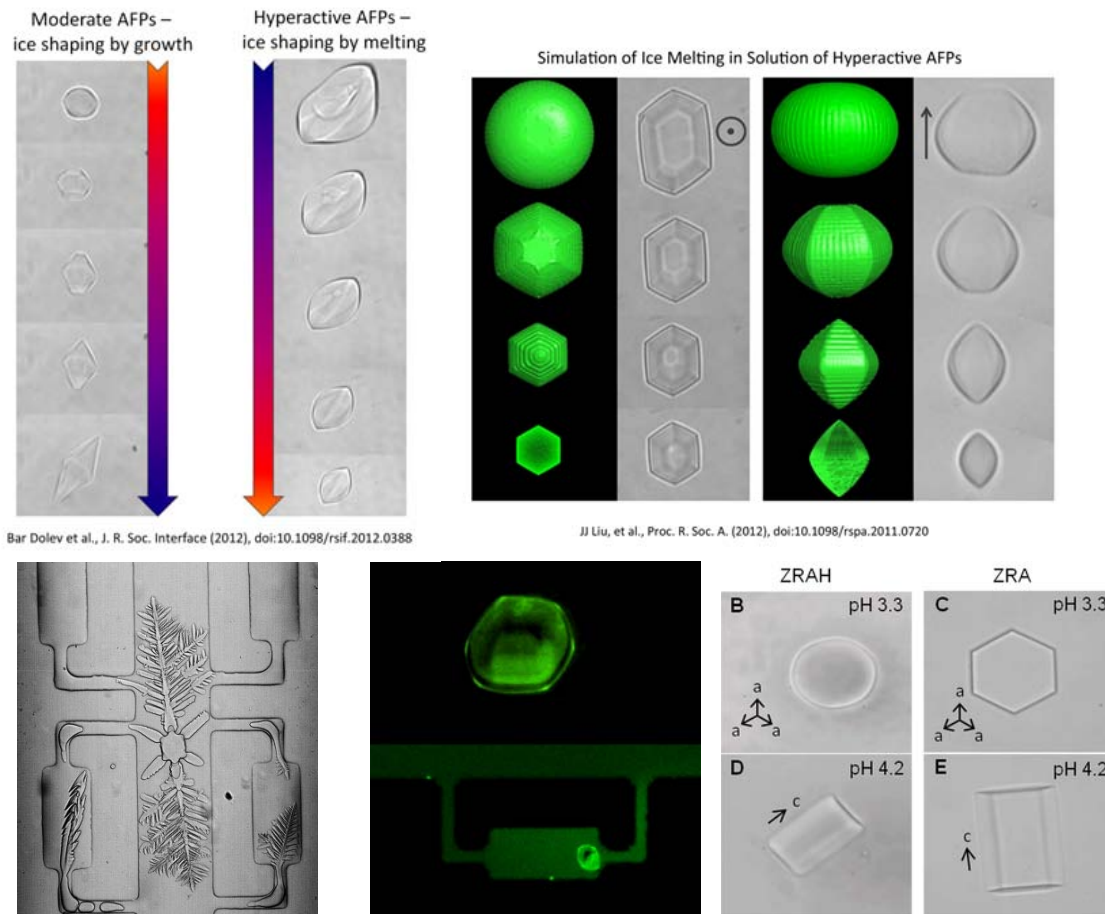 Moderate AFPs –
ice shaping by growth
Hyperactive AFPs –
ice shaping by melting
Simulation of Ice Melting in Solution of Hyperactive AFPs
Bar Dolev et al., J. R. Soc. Interface (2012), doi:10.1098/rsif.2012.0388
JJ Liu, et al., Proc. R. Soc. A. (2012), doi:10.1098/rspa.2011.0720
ZRAH
ZRA
B
pH 3.3
a
a
a
C
pH 3.3
a
a
a
D
pH 4.2
c
E
pH 4.2
c